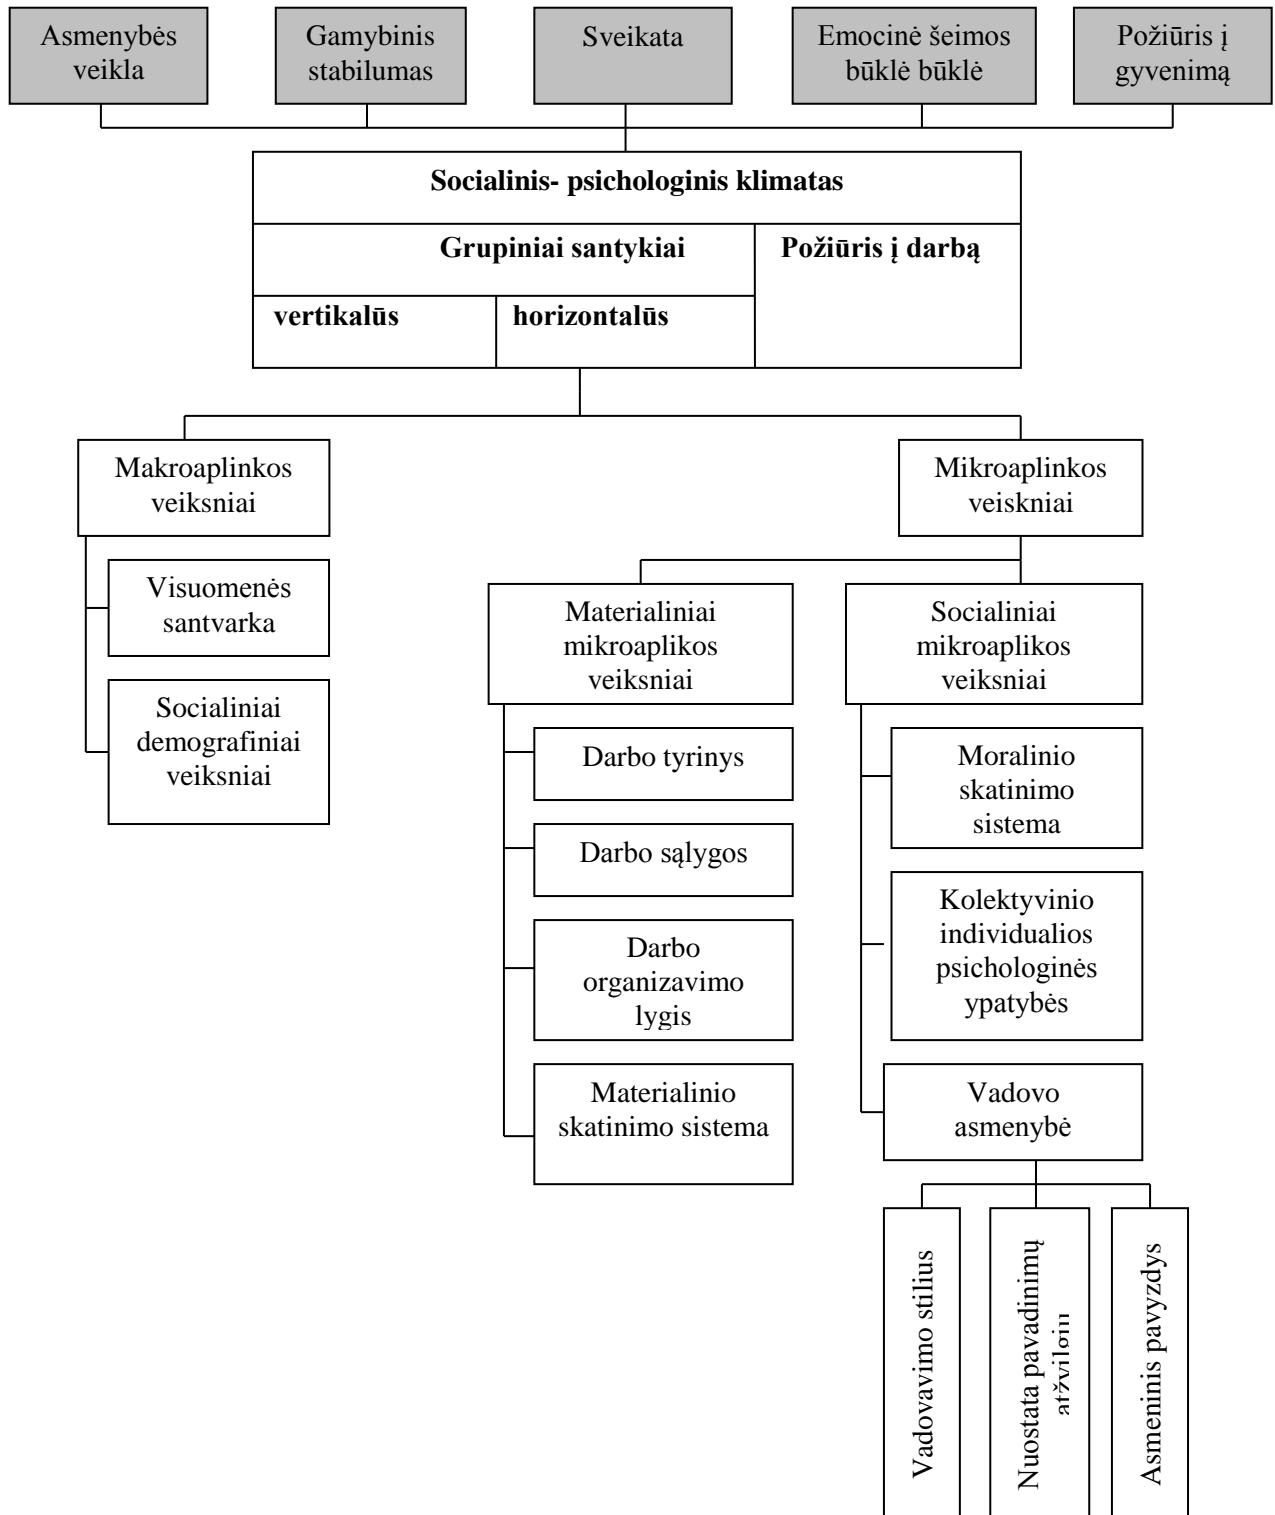 Asmenybės
veikla
Gamybinis
stabilumas
Sveikata
Emocinė šeimos
būklė būklė
Požiūris į
gyvenimą
Socialinis- psichologinis klimatas
Grupiniai santykiai
Požiūris į darbą
vertikalūs
horizontalūs
Makroaplinkos
veiksniai
Mikroaplinkos
veiskniai
Visuomenės
santvarka
Socialiniai
demografiniai
veiksniai
Materialiniai
mikroaplikos
veiksniai
Socialiniai
mikroaplikos
veiksniai
Darbo tyrinys
Darbo sąlygos
Darbo
organizavimo
lygis
Materialinio
skatinimo sistema
Moralinio
skatinimo
sistema
Kolektyvinio
individualios
psichologinės
ypatybės
Vadovo
asmenybė
Vadovavimo stilius
Nuostata pavadinimų
atžvilgiu
Asmeninis pavyzdys